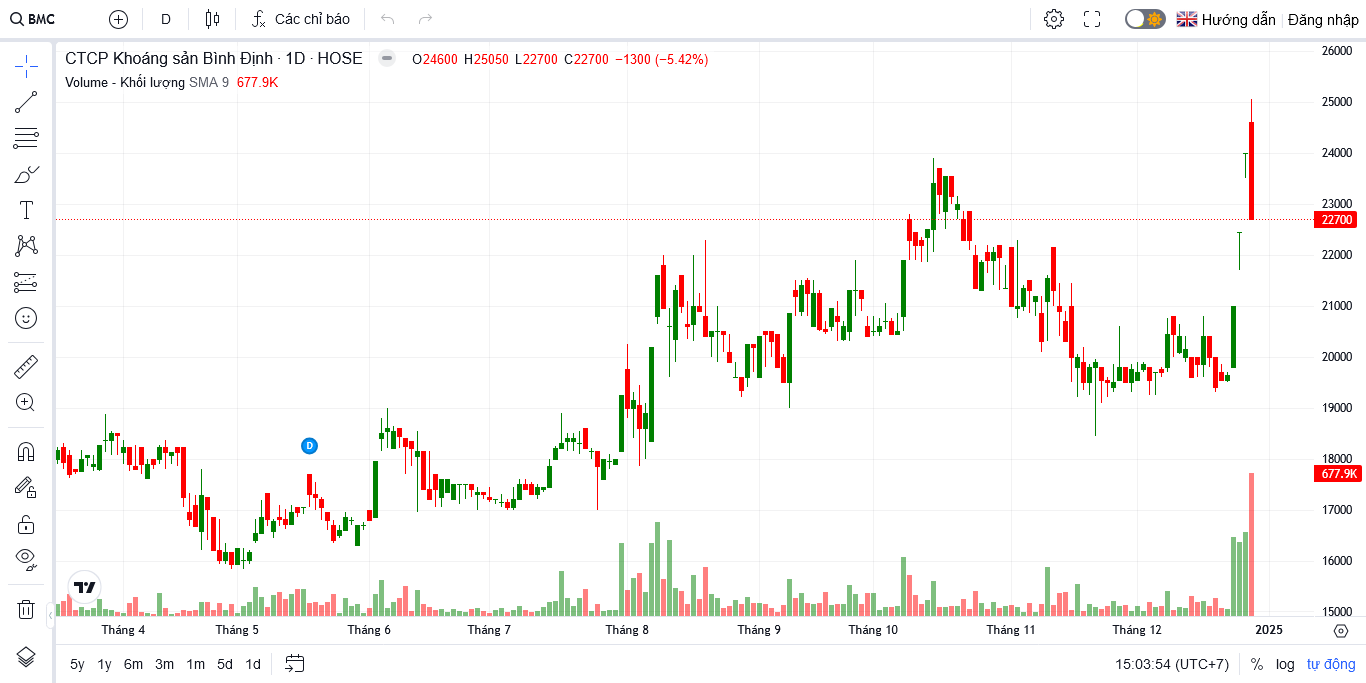 BMC D Các chỉ báo Hướng dẫn Đăng nhập
CTCP Khoáng sản Bình Định · 1D · HOSE O24600 H25050 L22700 C22700 −1300 (−5.42%)
Volume - Khối lượng SMA 9 677.9K
26000
25000
24000
23000
22700
22000
21000
20000
19000
18000
677.9K
17000
16000
15000
D
Tháng 4 Tháng 5 Tháng 6 Tháng 7 Tháng 8 Tháng 9 Tháng 10 Tháng 11 Tháng 12 2025
5y 1y 6m 3m 1m 5d 1d 15:03:54 (UTC+7) % log tự động